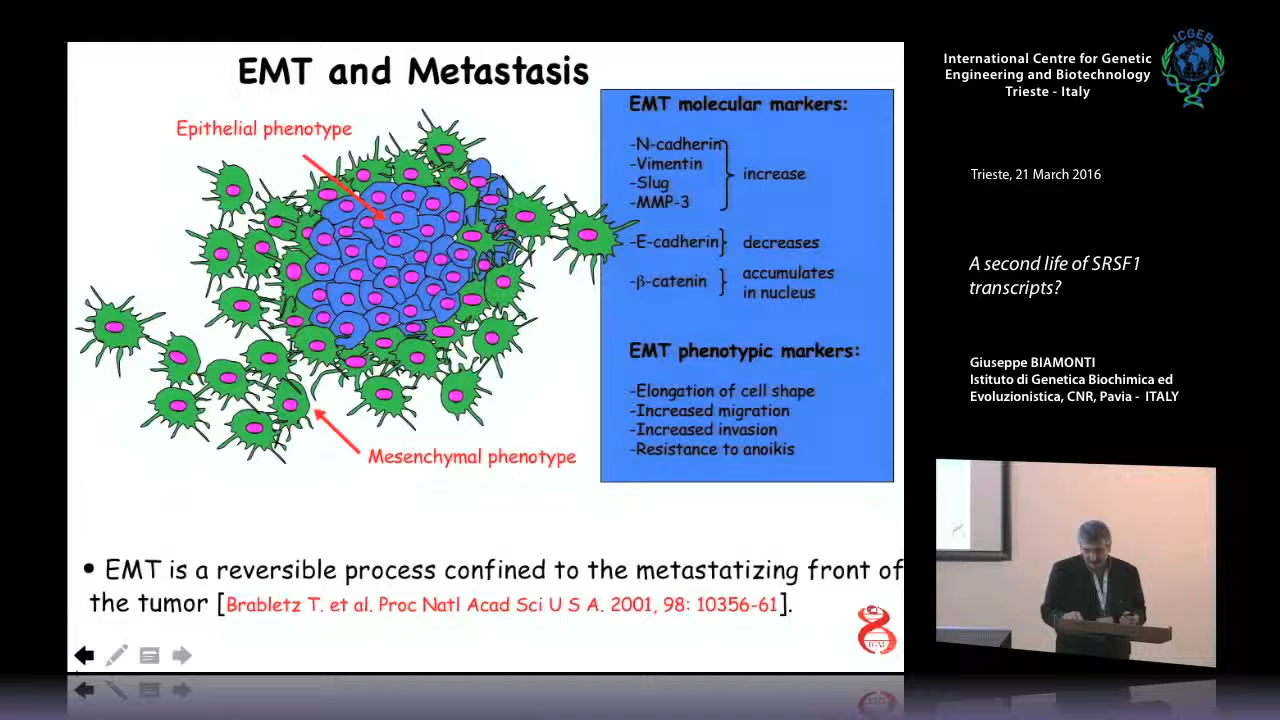 EMT and Metastasis
Epithelial phenotype
EMT molecular markers:
-N-cadherin
-Vimentin
-Slug
-MMP-3
increase
-E-cadherin
decreases
-β-catenin
accumulates
in nucleus
EMT phenotypic markers:
-Elongation of cell shape
-Increased migration
-Increased invasion
-Resistance to anoikis
Mesenchymal phenotype
• EMT is a reversible process confined to the metastatizing front of
the tumor [Brabletz T. et al. Proc Natl Acad Sci U S A. 2001, 98: 10356-61].
IGM
International Centre for Genetic
Engineering and Biotechnology
Trieste - Italy
ICGEB
Trieste, 21 March 2016
A second life of SRSF1
transcripts?
Giuseppe BIAMONTI
Istituto di Genetica Biochimica ed
Evoluzionistica, CNR, Pavia - ITALY